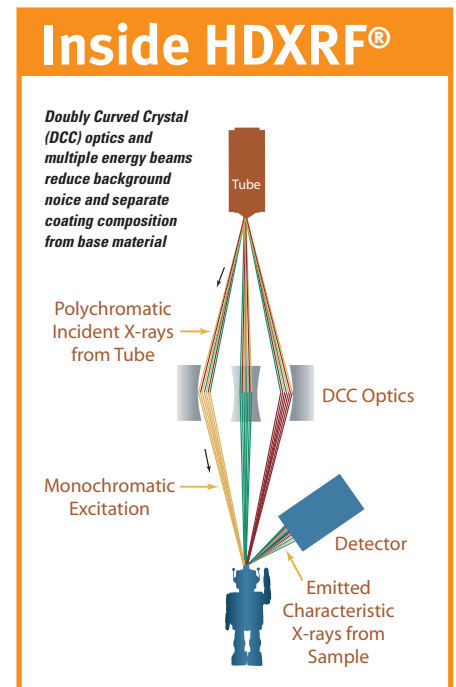 Inside HDXRF®
Doubly Curved Crystal
(DCC) optics and
multiple energy beams
reduce background
noice and separate
coating composition
from base material
Tube
Polychromatic
Incident X-rays
from Tube
DCC Optics
Monochromatic
Excitation
Detector
Emitted
Characteristic
X-rays from
Sample